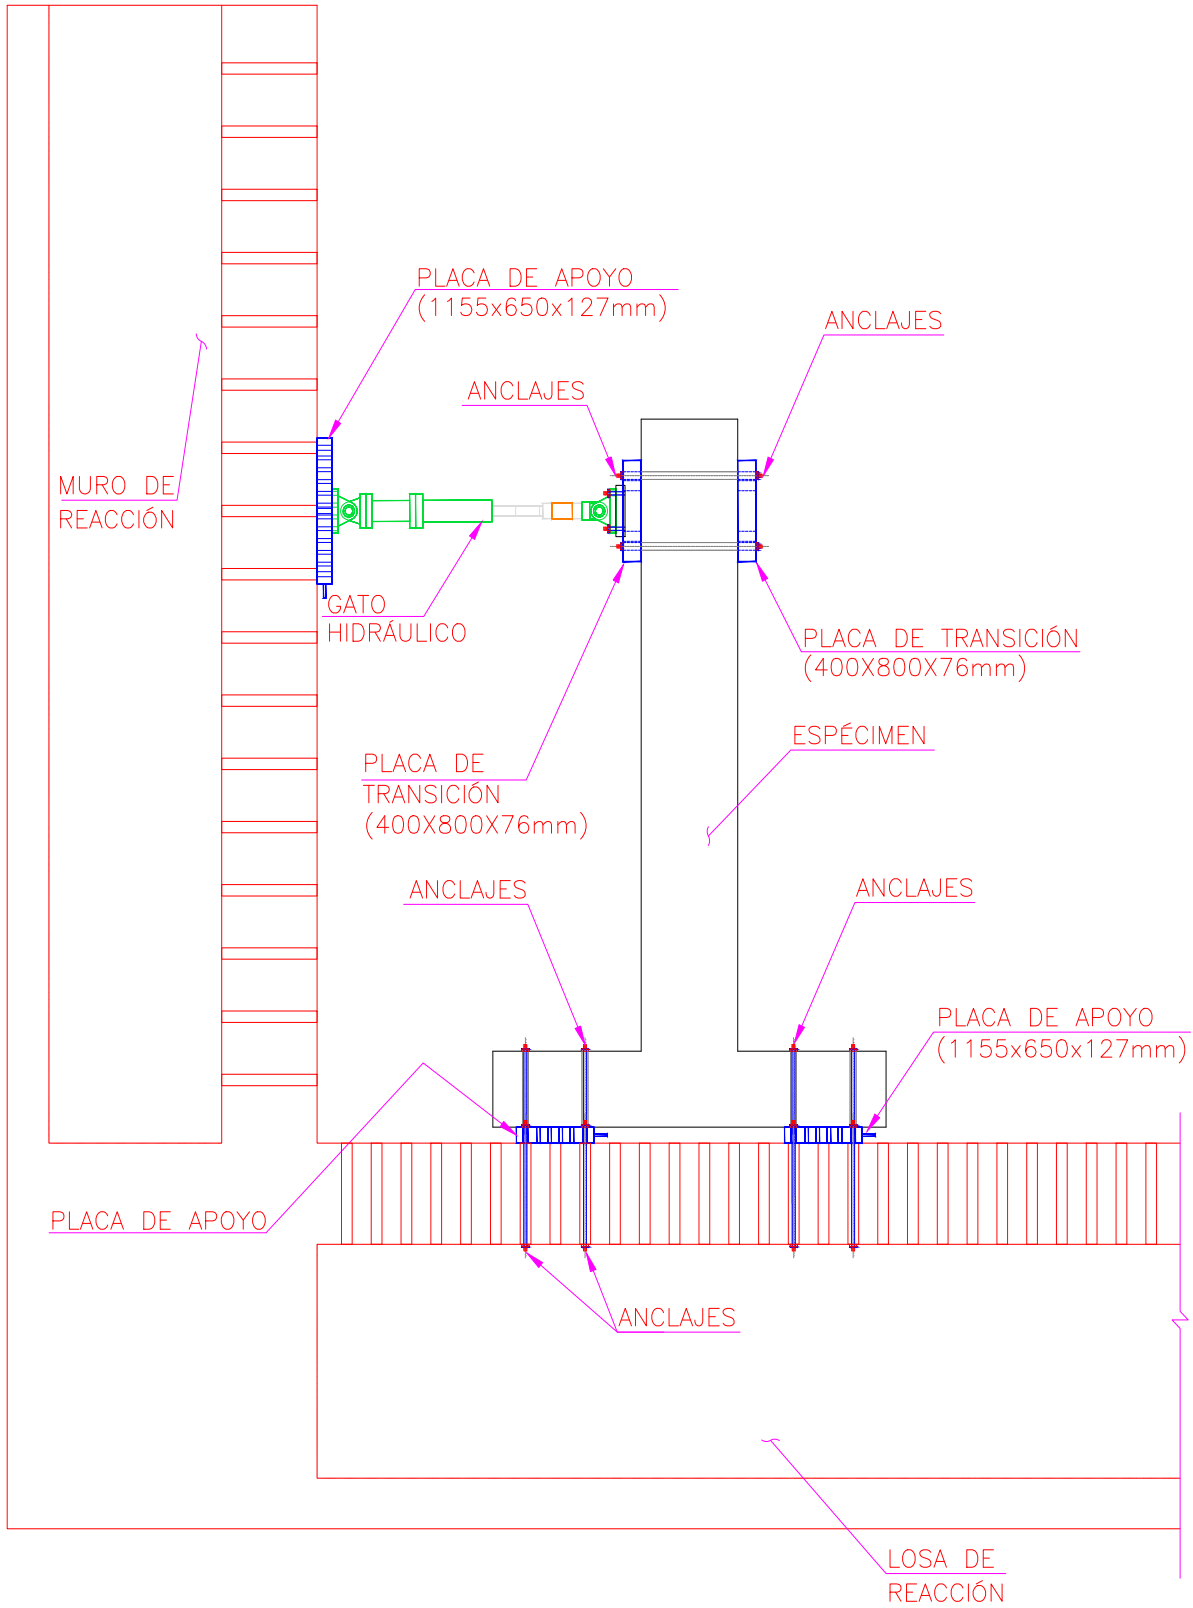 PLACA DE APOYO
(1155x650x127mm)
ANCLAJES
ANCLAJES
MURO DE
REACCIÓN
GATO
HIDRÁULICO
PLACA DE TRANSICIÓN
(400X800X76mm)
ESPÉCIMEN
PLACA DE
TRANSICIÓN
(400X800X76mm)
ANCLAJES
ANCLAJES
PLACA DE APOYO
(1155x650x127mm)
PLACA DE APOYO
ANCLAJES
LOSA DE
REACCIÓN